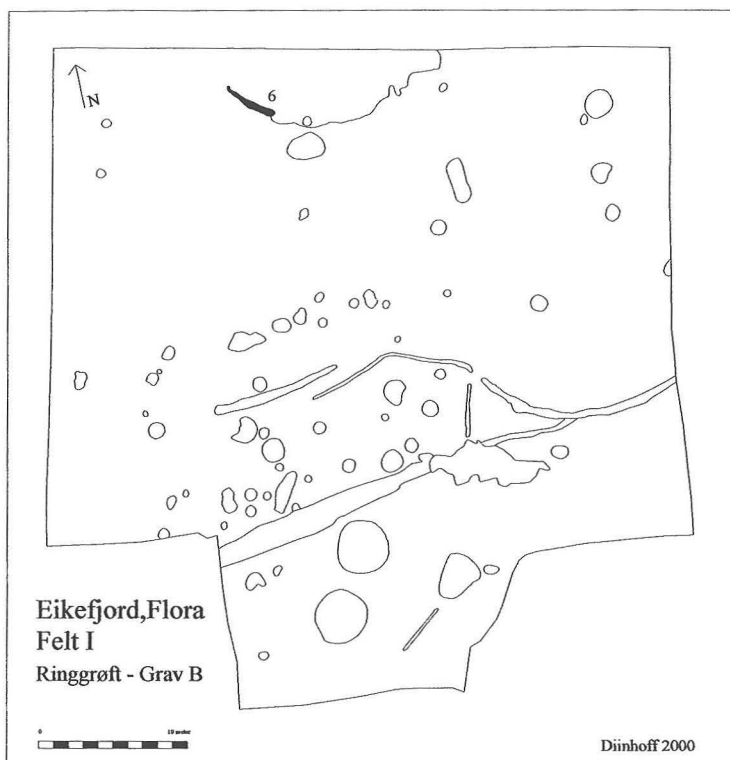 N
6
Eikefjord,Flora
Felt I
Ringgrøft - Grav B
0 10 meter
Diinhoff 2000